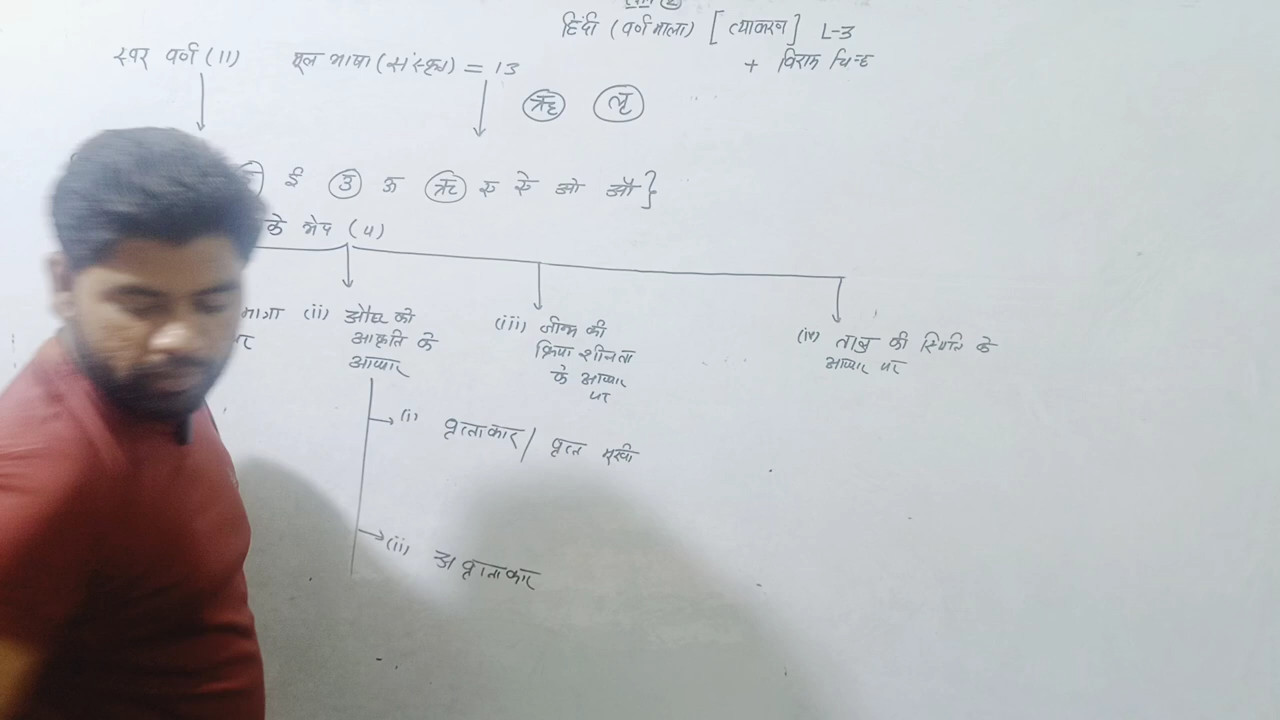 हिंदी (वर्णमाला) [व्याकरण] L-3
+ विराम चिन्ह
स्वर वर्ण (11) मूल भाषा (संस्कृत) = 13
ॠ ऌ
ई उ ऊ ऋ ए ऐ ओ औ}
के भेद (4)
(ii) औष्ठ की
आकृति के
आधार
(iii) जीभ की
क्रिया शीलता
के आधार
पर
(iv) तालु की स्थिति के
आधार पर
(i) वृत्ताकार / वृत्त मुखी
(ii) अवृत्ताकार